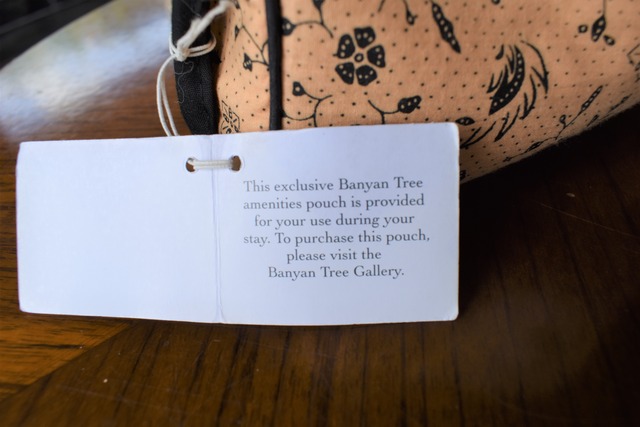 This exclusive Banyan Tree
amenities pouch is provided
for your use during your
stay. To purchase this pouch,
please visit the
Banyan Tree Gallery.